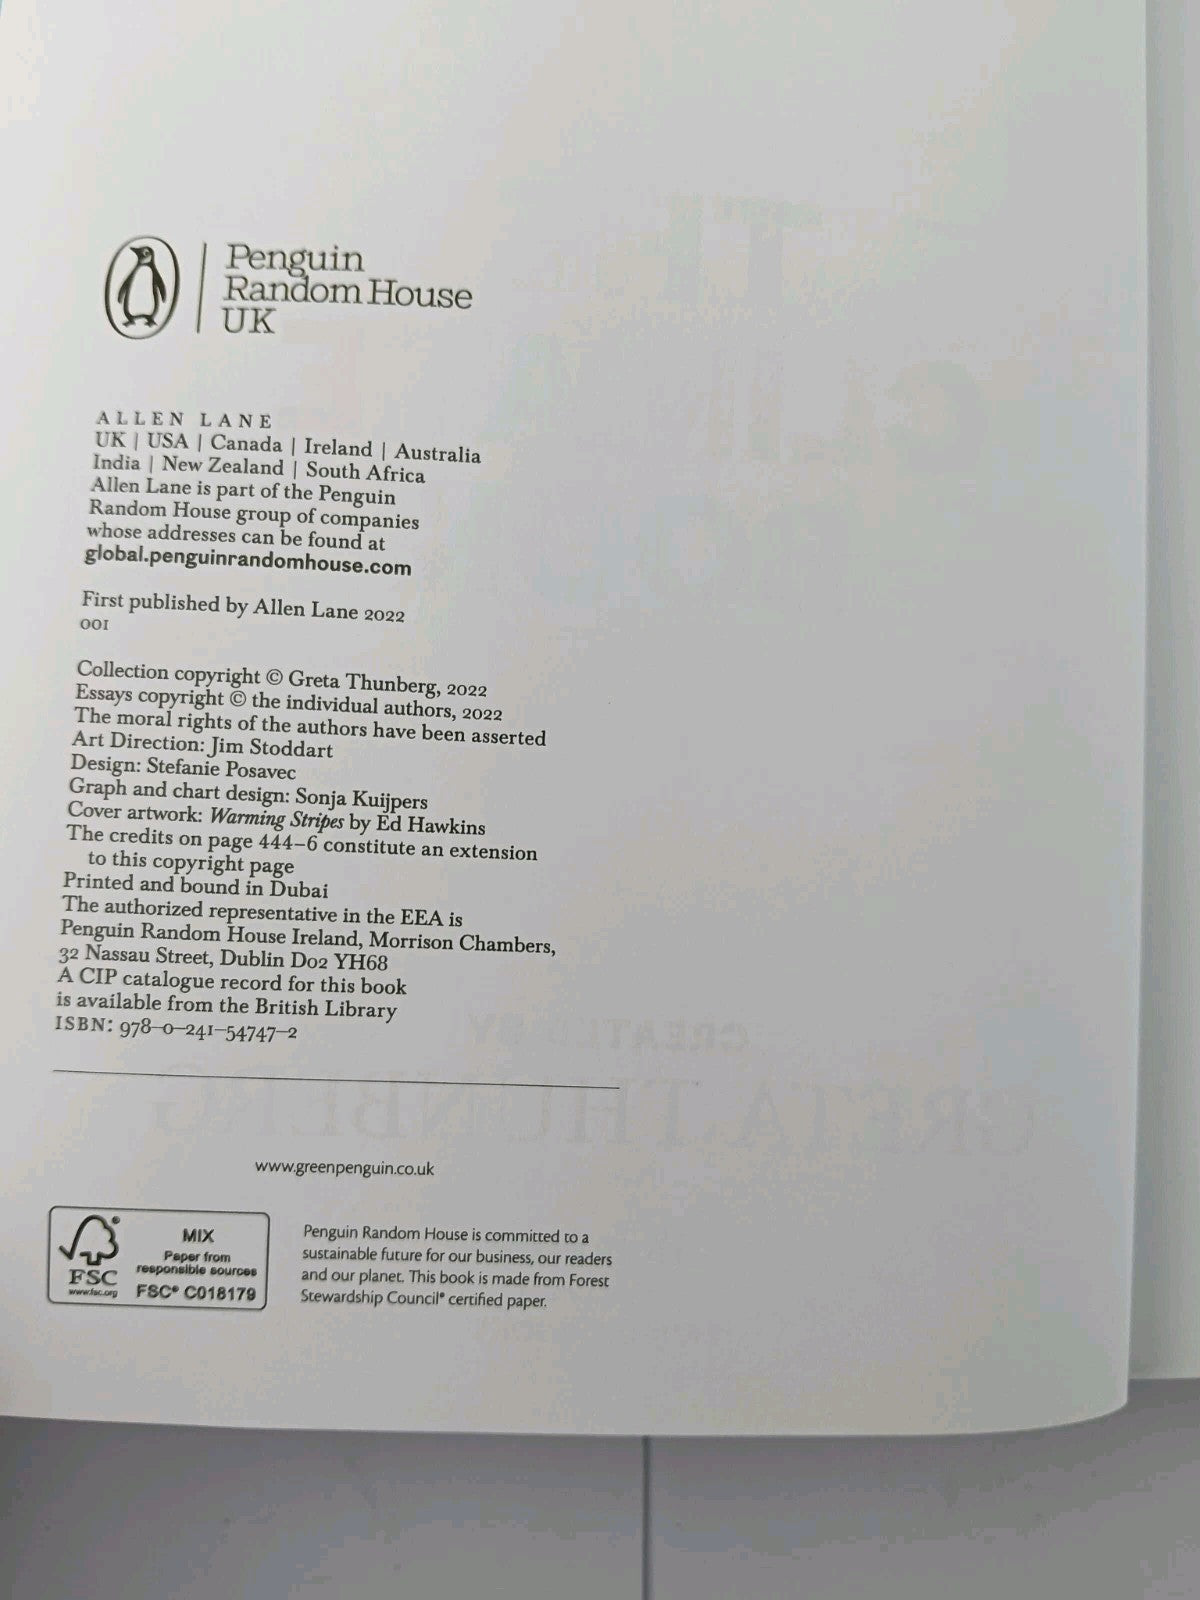 Penguin
Random House
UK
ALLEN LANE
UK | USA | Canada | Ireland | Australia
India | New Zealand | South Africa
Allen Lane is part of the Penguin
Random House group of companies
whose addresses can be found at
global.penguinrandomhouse.com
First published by Allen Lane 2022
001
Collection copyright © Greta Thunberg, 2022
Essays copyright © the individual authors, 2022
The moral rights of the authors have been asserted
Art Direction: Jim Stoddart
Design: Stefanie Posavec
Graph and chart design: Sonja Kuijpers
Cover artwork: Warming Stripes by Ed Hawkins
The credits on page 444–6 constitute an extension
to this copyright page
Printed and bound in Dubai
The authorized representative in the EEA is
Penguin Random House Ireland, Morrison Chambers,
32 Nassau Street, Dublin D02 YH68
A CIP catalogue record for this book
is available from the British Library
ISBN: 978–0–241–54747–2
CREATED BY
GRETA THUNBERG
www.greenpenguin.co.uk
FSC
www.fsc.org
MIX
Paper from
responsible sources
FSC® C018179
Penguin Random House is committed to a
sustainable future for our business, our readers
and our planet. This book is made from Forest
Stewardship Council® certified paper.